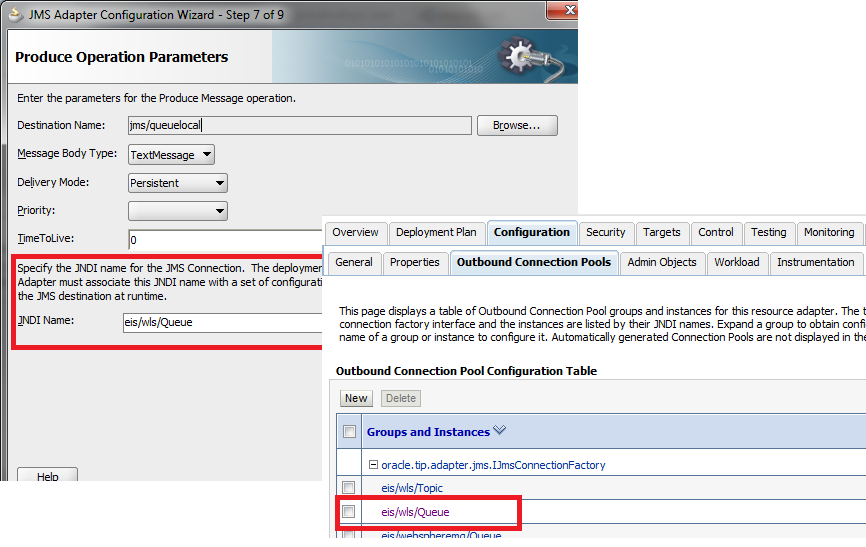 JMS Adapter Configuration Wizard - Step 7 of 9
Produce Operation Parameters
Enter the parameters for the Produce Message operation.
Destination Name: jms/queuelocal Browse...
Message Body Type: TextMessage
Delivery Mode: Persistent
Priority:
TimeToLive: 0
Specify the JNDI name for the JMS Connection. The deployment
Adapter must associate this JNDI name with a set of configurati
the JMS destination at runtime.
JNDI Name: eis/wls/Queue
Help
Overview Deployment Plan Configuration Security Targets Control Testing Monitoring
General Properties Outbound Connection Pools Admin Objects Workload Instrumentation
This page displays a table of Outbound Connection Pool groups and instances for this resource adapter. The t
connection factory interface and the instances are listed by their JNDI names. Expand a group to obtain confi
name of a group or instance to configure it. Automatically generated Connection Pools are not displayed in the
Outbound Connection Pool Configuration Table
New Delete
Groups and Instances
oracle.tip.adapter.jms.IJmsConnectionFactory
eis/wls/Topic
eis/wls/Queue
eis/webspheremq/Queue